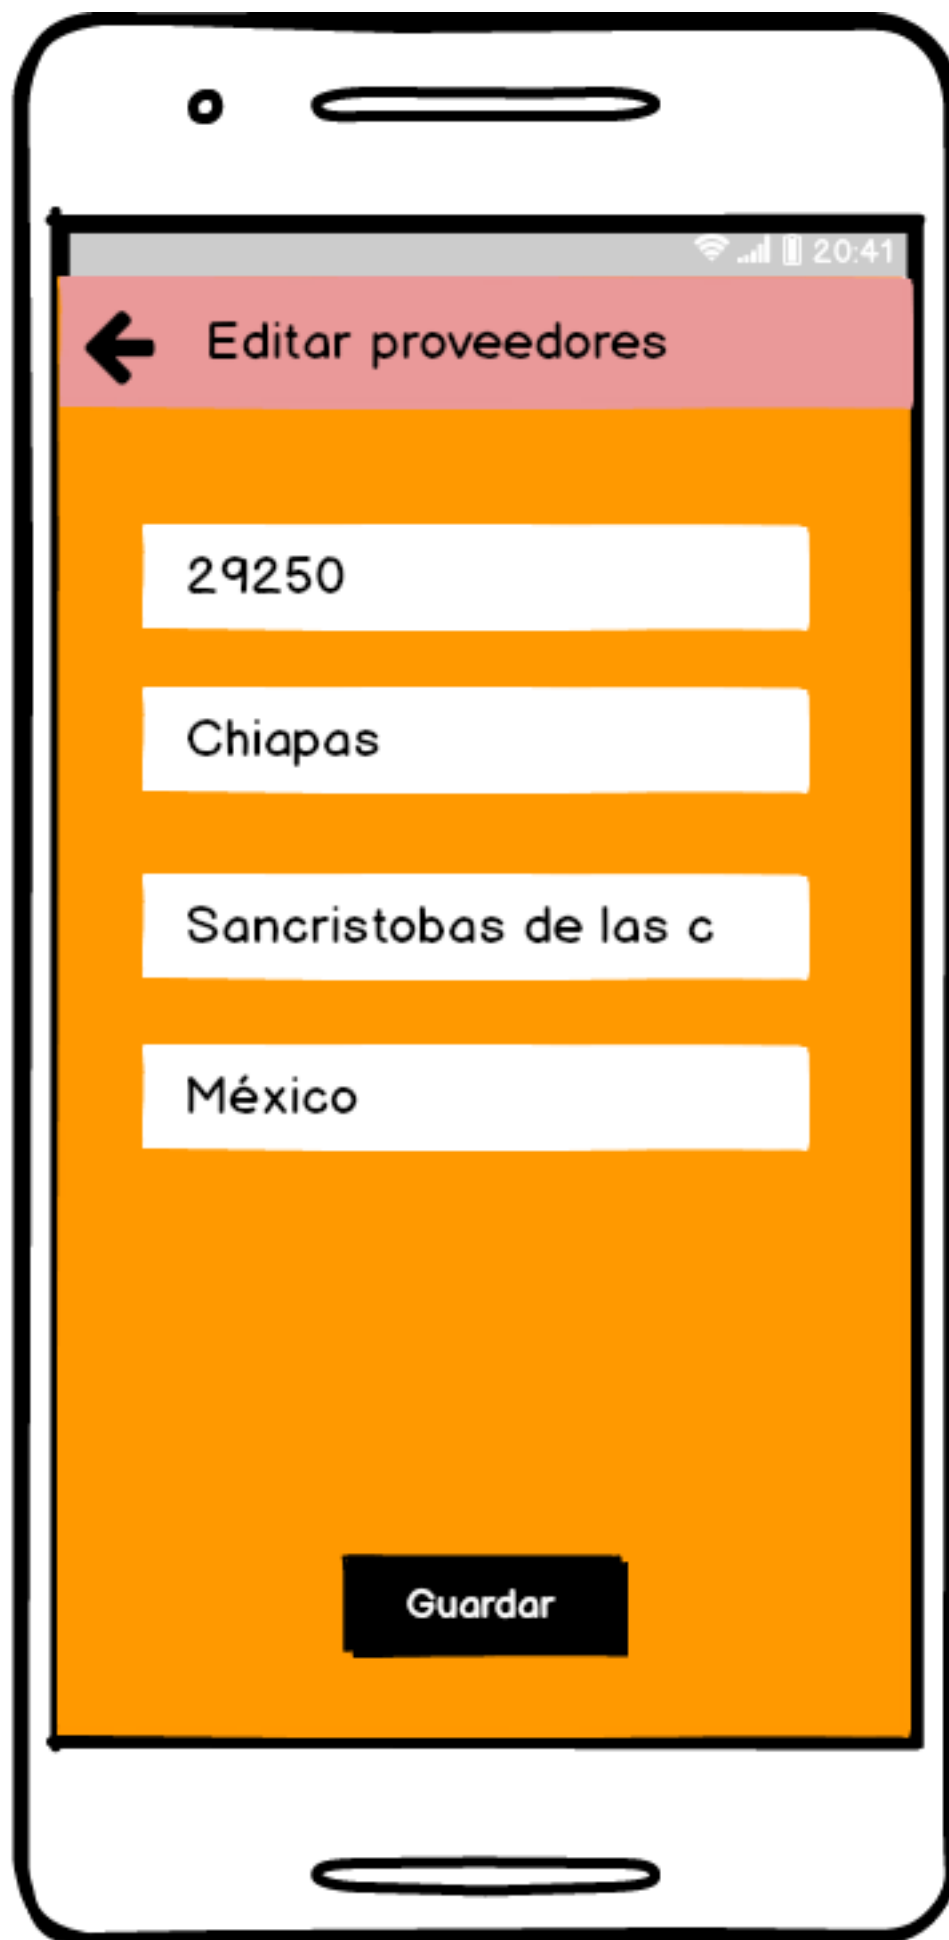 20:41
Editar proveedores
29250
Chiapas
Sancristobas de las c
México
Guardar